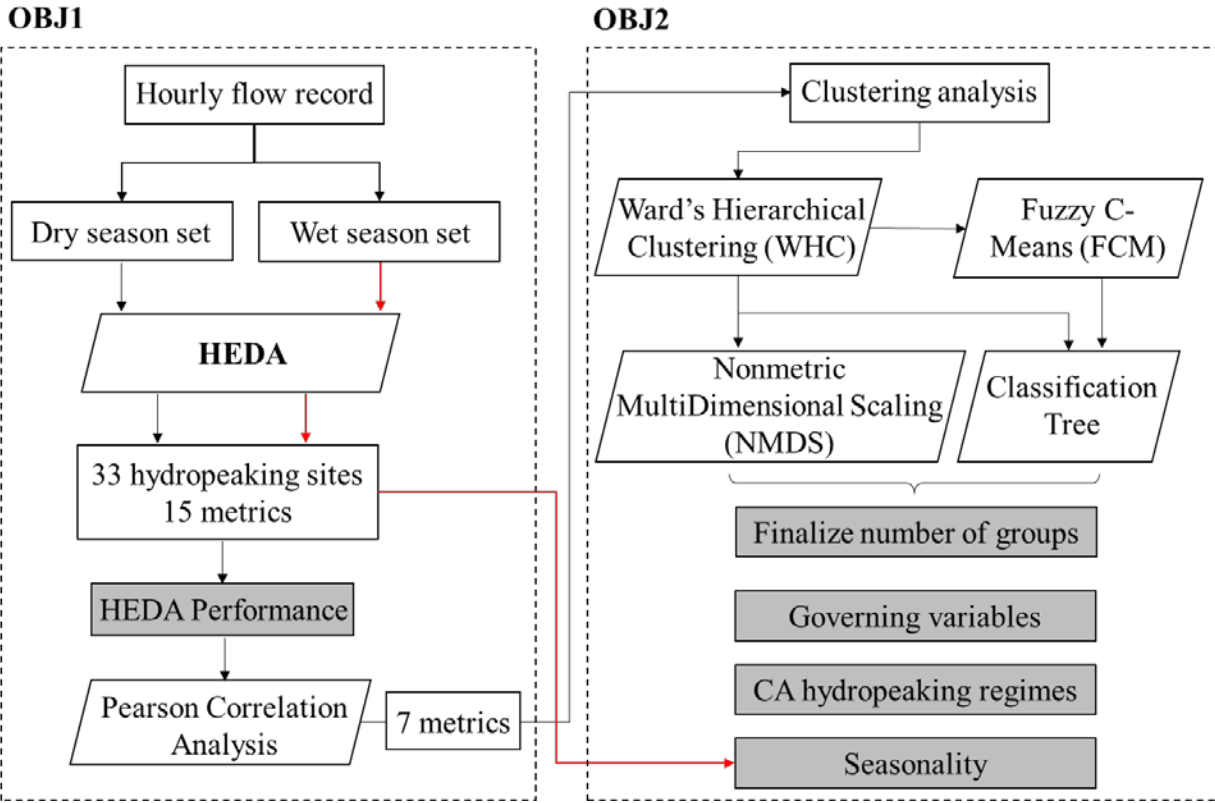 OBJ1
Hourly flow record
Dry season set
Wet season set
HEDA
33 hydropeaking sites
15 metrics
HEDA Performance
Pearson Correlation
Analysis
7 metrics
OBJ2
Clustering analysis
Ward's Hierarchical
Clustering (WHC)
Fuzzy C-
Means (FCM)
Nonmetric
MultiDimensional Scaling
(NMDS)
Classification
Tree
Finalize number of groups
Governing variables
CA hydropeaking regimes
Seasonality